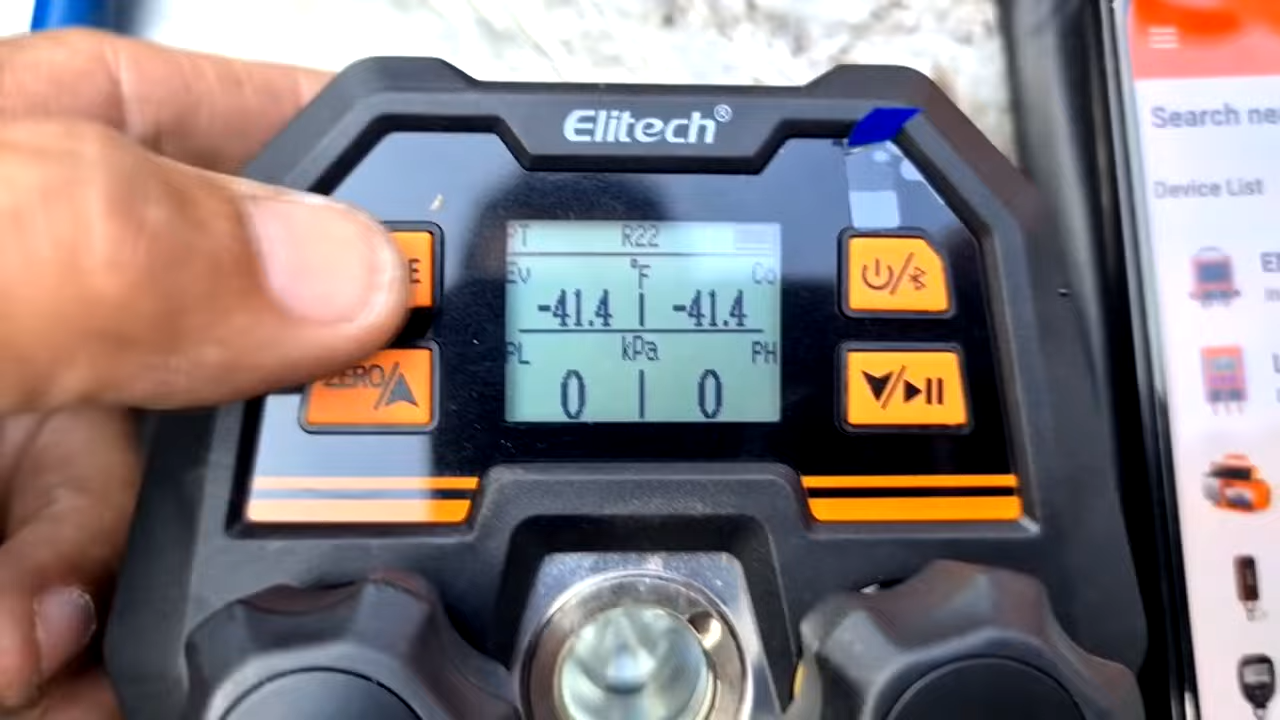 Elitech®
PT R22
Ev °F Co
-41.4 -41.4
PL kPa PH
0 0
E
ZERO/
Search ne
Device List